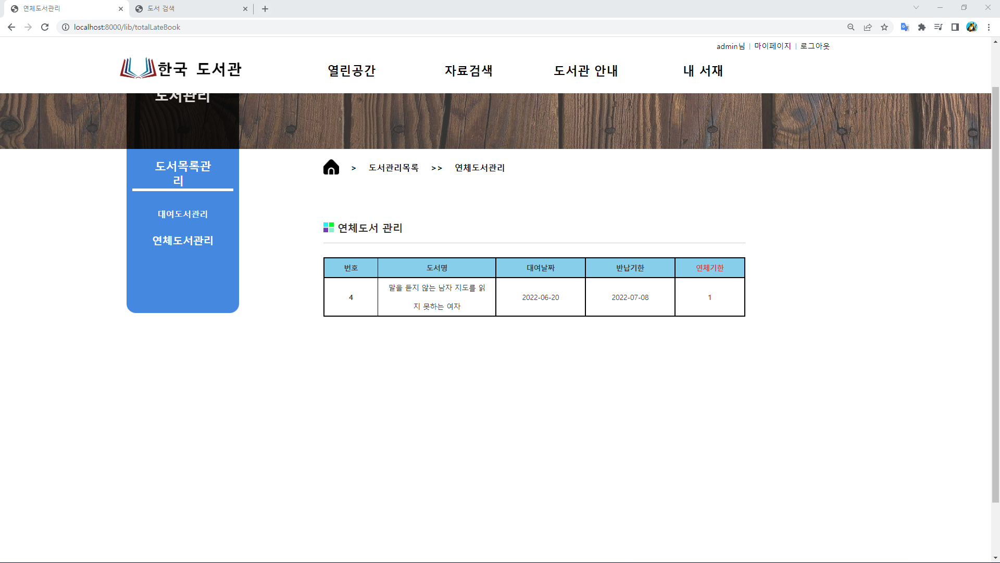 연체도서관리
도서 검색
localhost:8000/lib/totalLateBook
admin님 | 마이페이지 | 로그아웃
한국 도서관
열린공간
자료검색
도서관 안내
내 서재
도서관리
도서목록관
리
대여도서관리
연체도서관리
> 도서관리목록 >> 연체도서관리
연체도서 관리
번호 도서명 대여날짜 반납기한 연체기한
4 말을 듣지 않는 남자 지도를 읽
지 못하는 여자 2022-06-20 2022-07-08 1